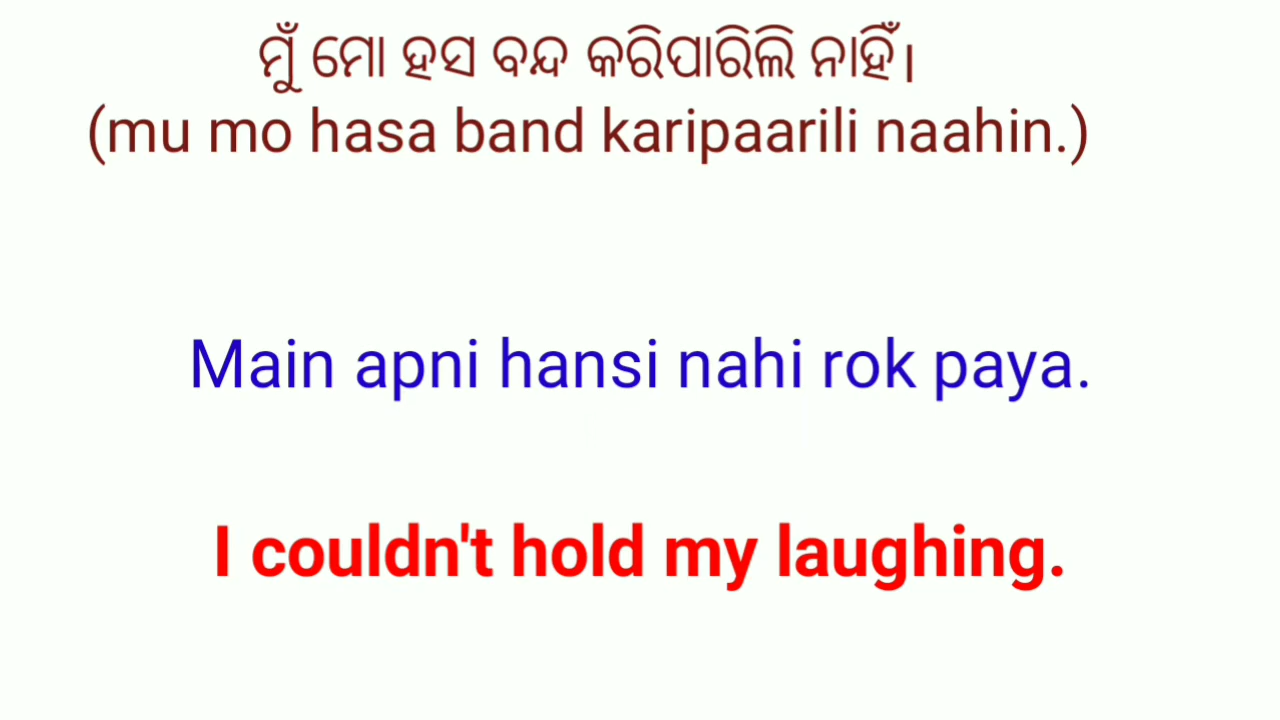 ମୁଁ ମୋ ହସ ବନ୍ଦ କରିପାରିଲି ନାହିଁ।
(mu mo hasa band karipaarili naahin.)
Main apni hansi nahi rok paya.
I couldn't hold my laughing.